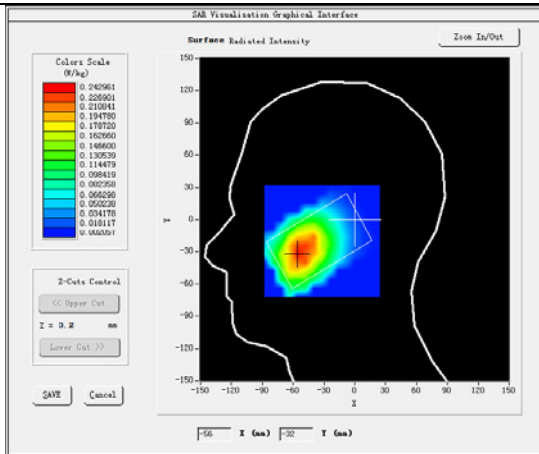 SAR Visualisation Graphical Interface
Surface Radiated Intensity
Zoom In/Out
Colors Scale
(W/kg)
0.242961
0.226901
0.210841
0.194780
0.178720
0.162660
0.146600
0.130539
0.114479
0.098419
0.082358
0.066298
0.050238
0.034178
0.018117
0.002057
Z-Cuts Control
<< Upper Cut
Z = 3.2 mm
Lower Cut >>
SAVE
Cancel
150
120
90
60
30
0
-30
-60
-90
-120
-150
Y
-150 -120 -90 -60 -30 0 30 60 90 120 150
X
-56 X (mm) -32 Y (mm)